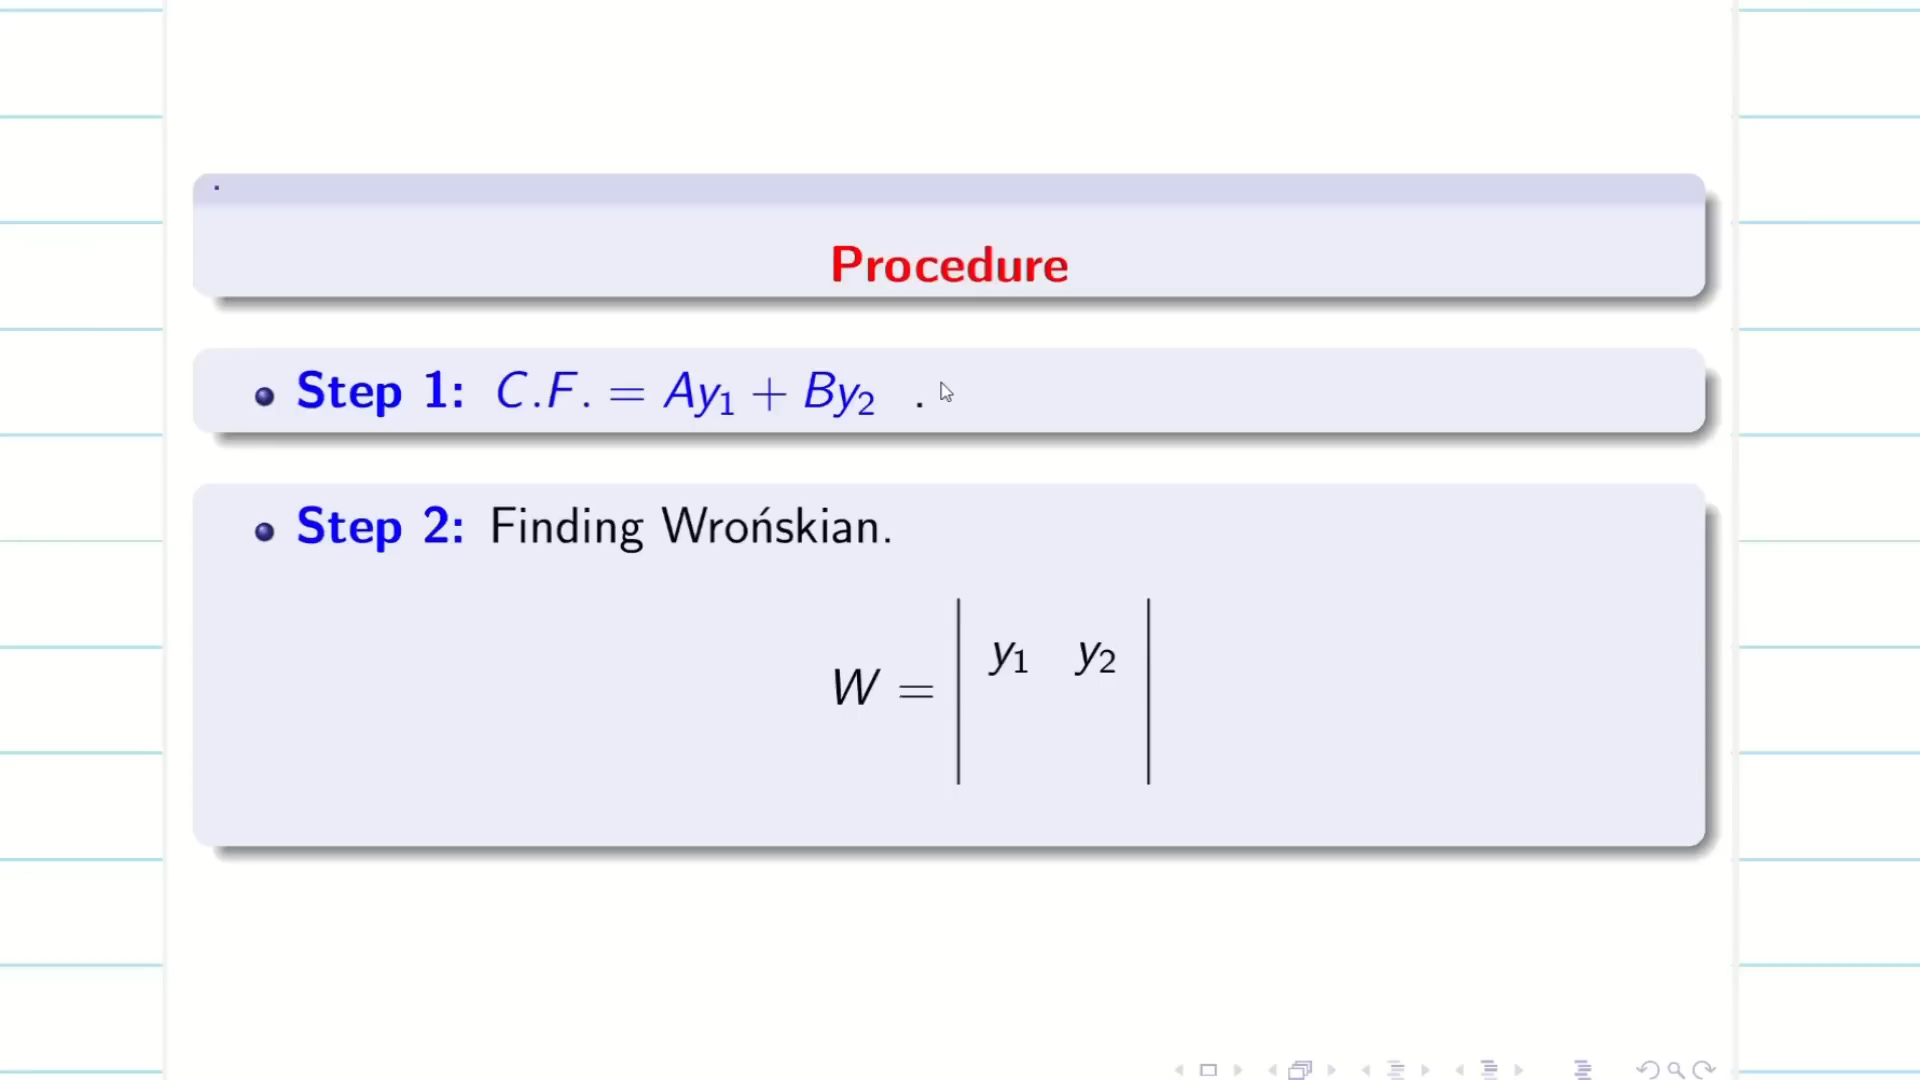 Procedure
Step 1: C.F. = Ay₁ + By₂ .
Step 2: Finding Wrońskian.
W = | y₁ y₂ |